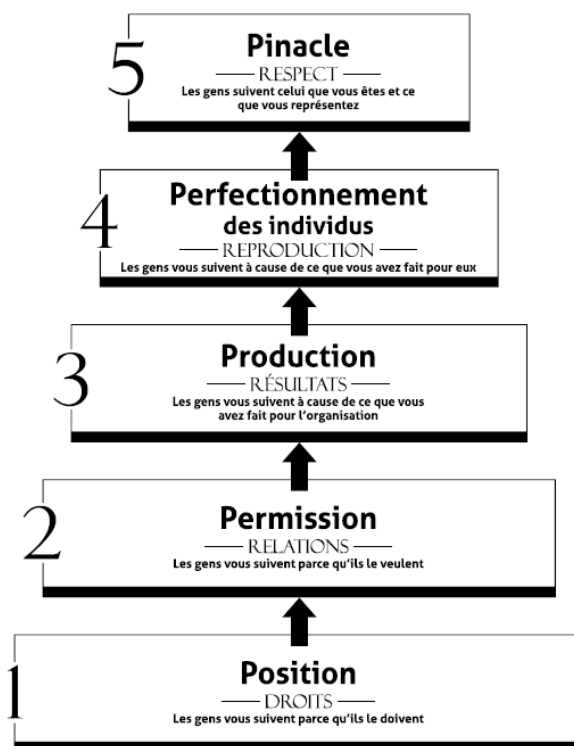 5
Pinacle
RESPECT
Les gens suivent celui que vous êtes et ce
que vous représentez
4
Perfectionnement
des individus
REPRODUCTION
Les gens vous suivent à cause de ce que vous avez fait pour eux
3
Production
RÉSULTATS
Les gens vous suivent à cause de ce que vous
avez fait pour l'organisation
2
Permission
RELATIONS
Les gens vous suivent parce qu'ils le veulent
1
Position
DROITS
Les gens vous suivent parce qu'ils le doivent